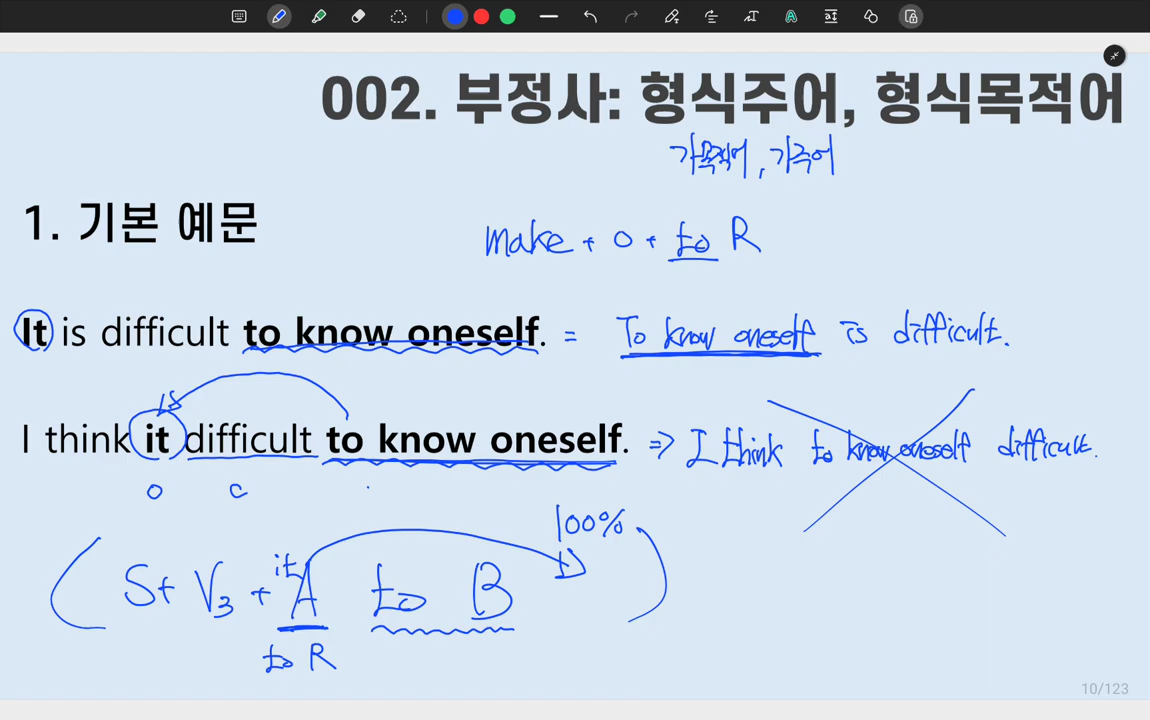 002. 부정사: 형식주어, 형식목적어
가목적어, 가주어
1. 기본 예문
make + O + to R
It is difficult to know oneself. = To know oneself is difficult.
I think it difficult to know oneself. => I think to know oneself difficult.
O C
100%
S + V3 + it A to B
to R
10/123